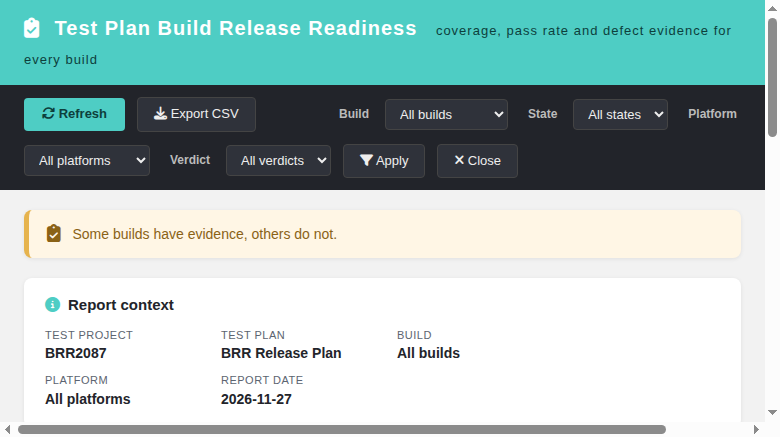 Test Plan Build Release Readiness coverage, pass rate and defect evidence for
every build
Refresh Export CSV Build All builds State All states Platform
All platforms Verdict All verdicts Apply Close
Some builds have evidence, others do not.
Report context
TEST PROJECT TEST PLAN BUILD
BRR2087 BRR Release Plan All builds
PLATFORM REPORT DATE
All platforms 2026-11-27